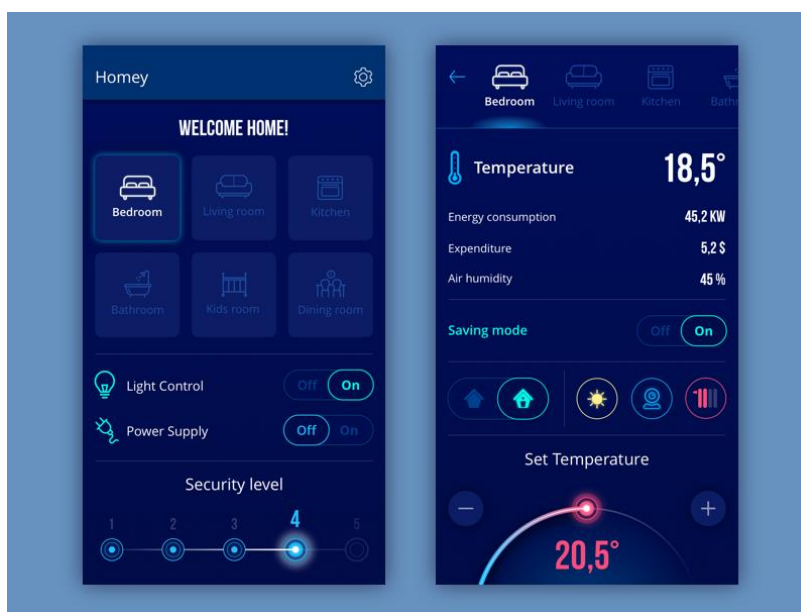 Homey
WELCOME HOME!
Bedroom
Living room
Kitchen
Bathroom
Kids room
Dining room
Light Control
Off On
Power Supply
Off On
Security level
1 2 3 4 5
Bedroom
Living room
Kitchen
Bathr
Temperature
18,5°
Energy consumption
45,2 KW
Expenditure
5,2 $
Air humidity
45 %
Saving mode
Off On
Set Temperature
− +
20,5°